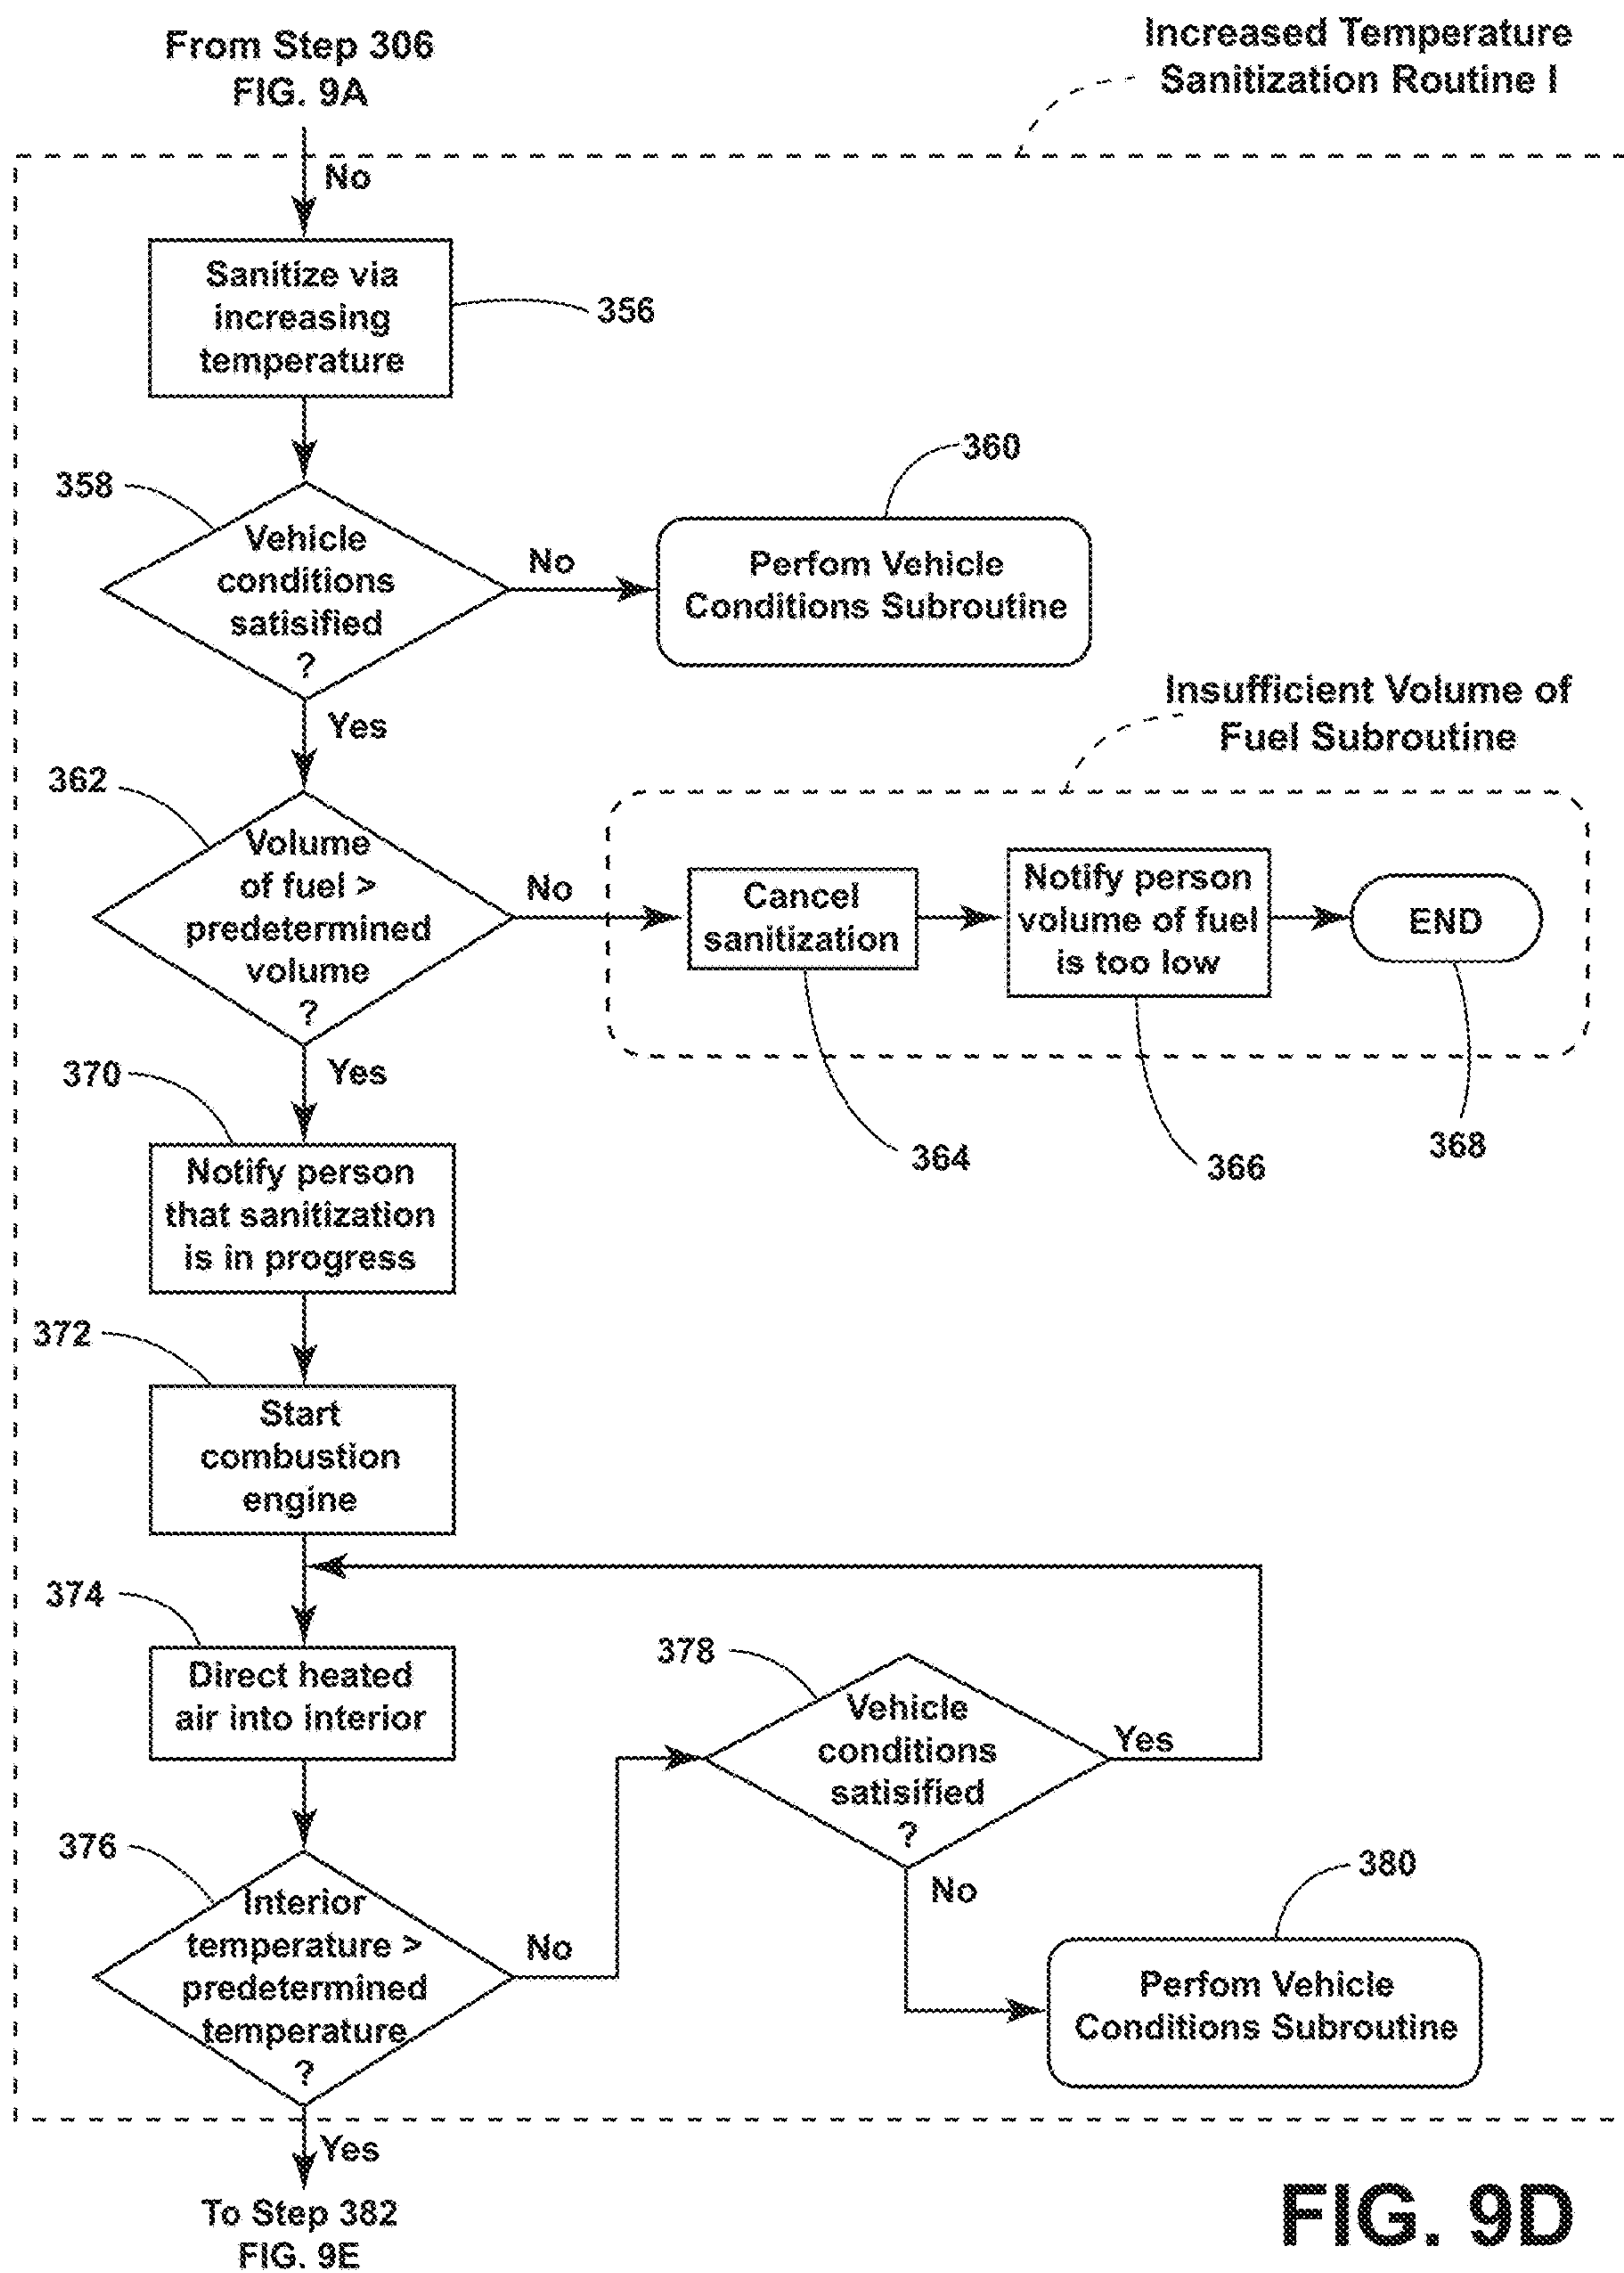 From Step 306
FIG. 9A
Increased Temperature
Sanitization Routine I
No
Sanitize via
increasing
temperature
356
358
Vehicle
conditions
satisified
?
No
360
Perfom Vehicle
Conditions Subroutine
Yes
Insufficient Volume of
Fuel Subroutine
362
Volume
of fuel >
predetermined
volume
?
No
Cancel
sanitization
Notify person
volume of fuel
is too low
END
364
366
368
Yes
370
Notify person
that sanitization
is in progress
372
Start
combustion
engine
374
Direct heated
air into interior
376
Interior
temperature >
predetermined
temperature
?
No
378
Vehicle
conditions
satisified
?
Yes
No
380
Perfom Vehicle
Conditions Subroutine
Yes
To Step 382
FIG. 9E
FIG. 9D